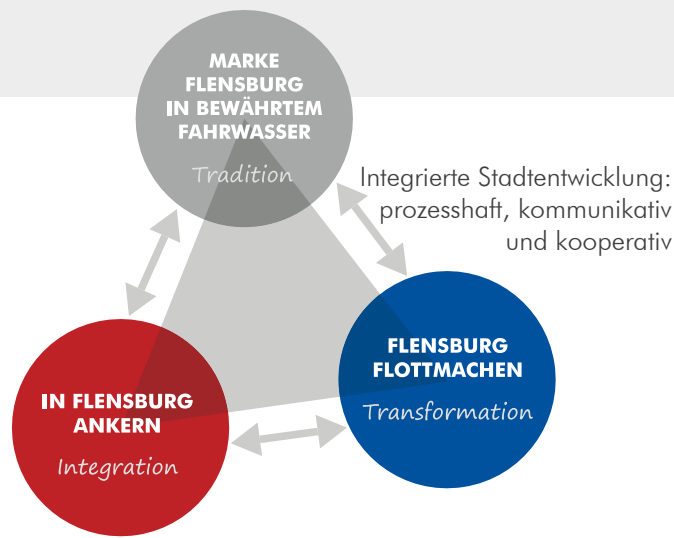 MARKE
FLENSBURG
IN BEWÄHRTEM
FAHRWASSER
Tradition
Integrierte Stadtentwicklung:
prozesshaft, kommunikativ
und kooperativ
FLENSBURG
FLOTTMACHEN
Transformation
IN FLENSBURG
ANKERN
Integration